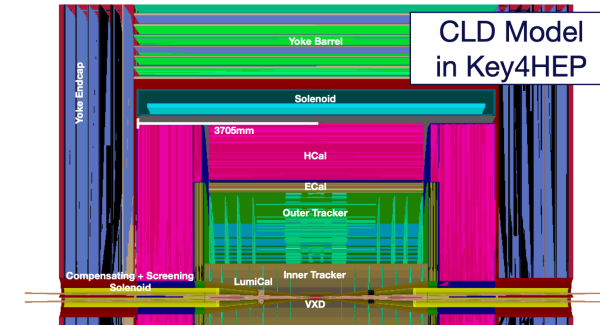 CLD Model
in Key4HEP
Yoke Barrel
Yoke Endcap
Solenoid
3705mm
HCal
ECal
Outer Tracker
Inner Tracker
Compensating + Screening
Solenoid
LumiCal
VXD